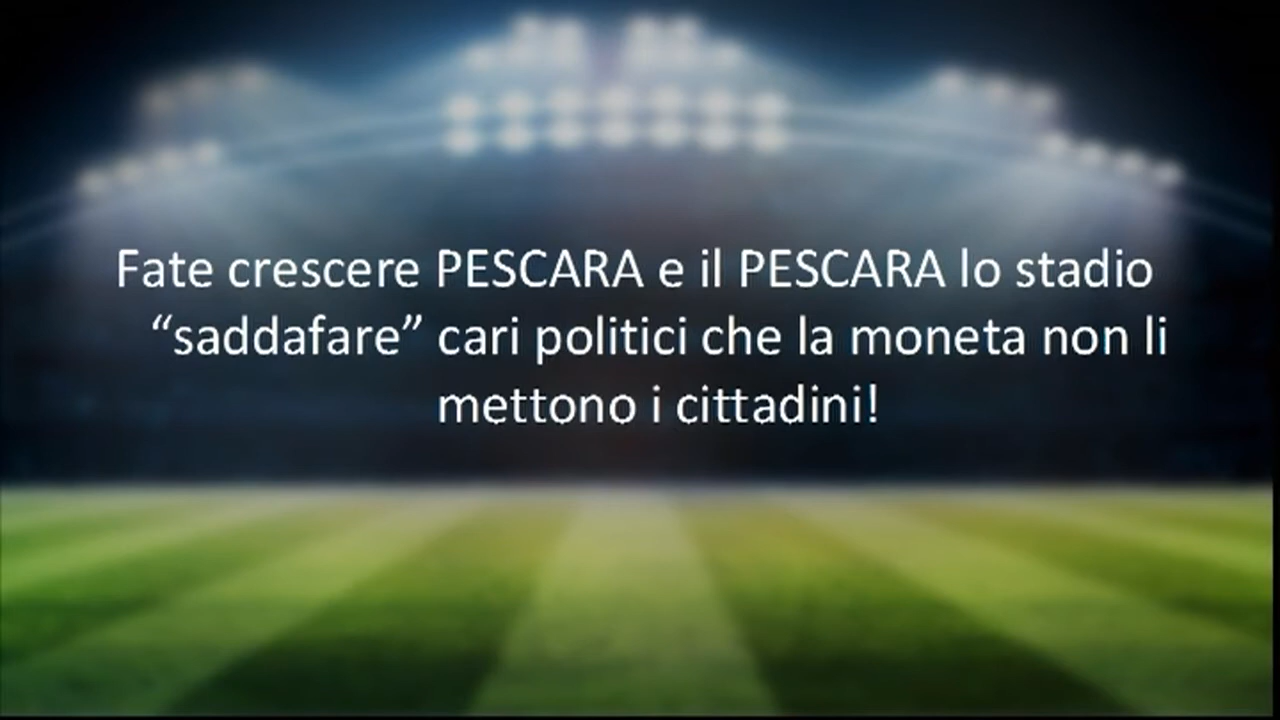 Fate crescere PESCARA e il PESCARA lo stadio
“saddafare” cari politici che la moneta non li
mettono i cittadini!